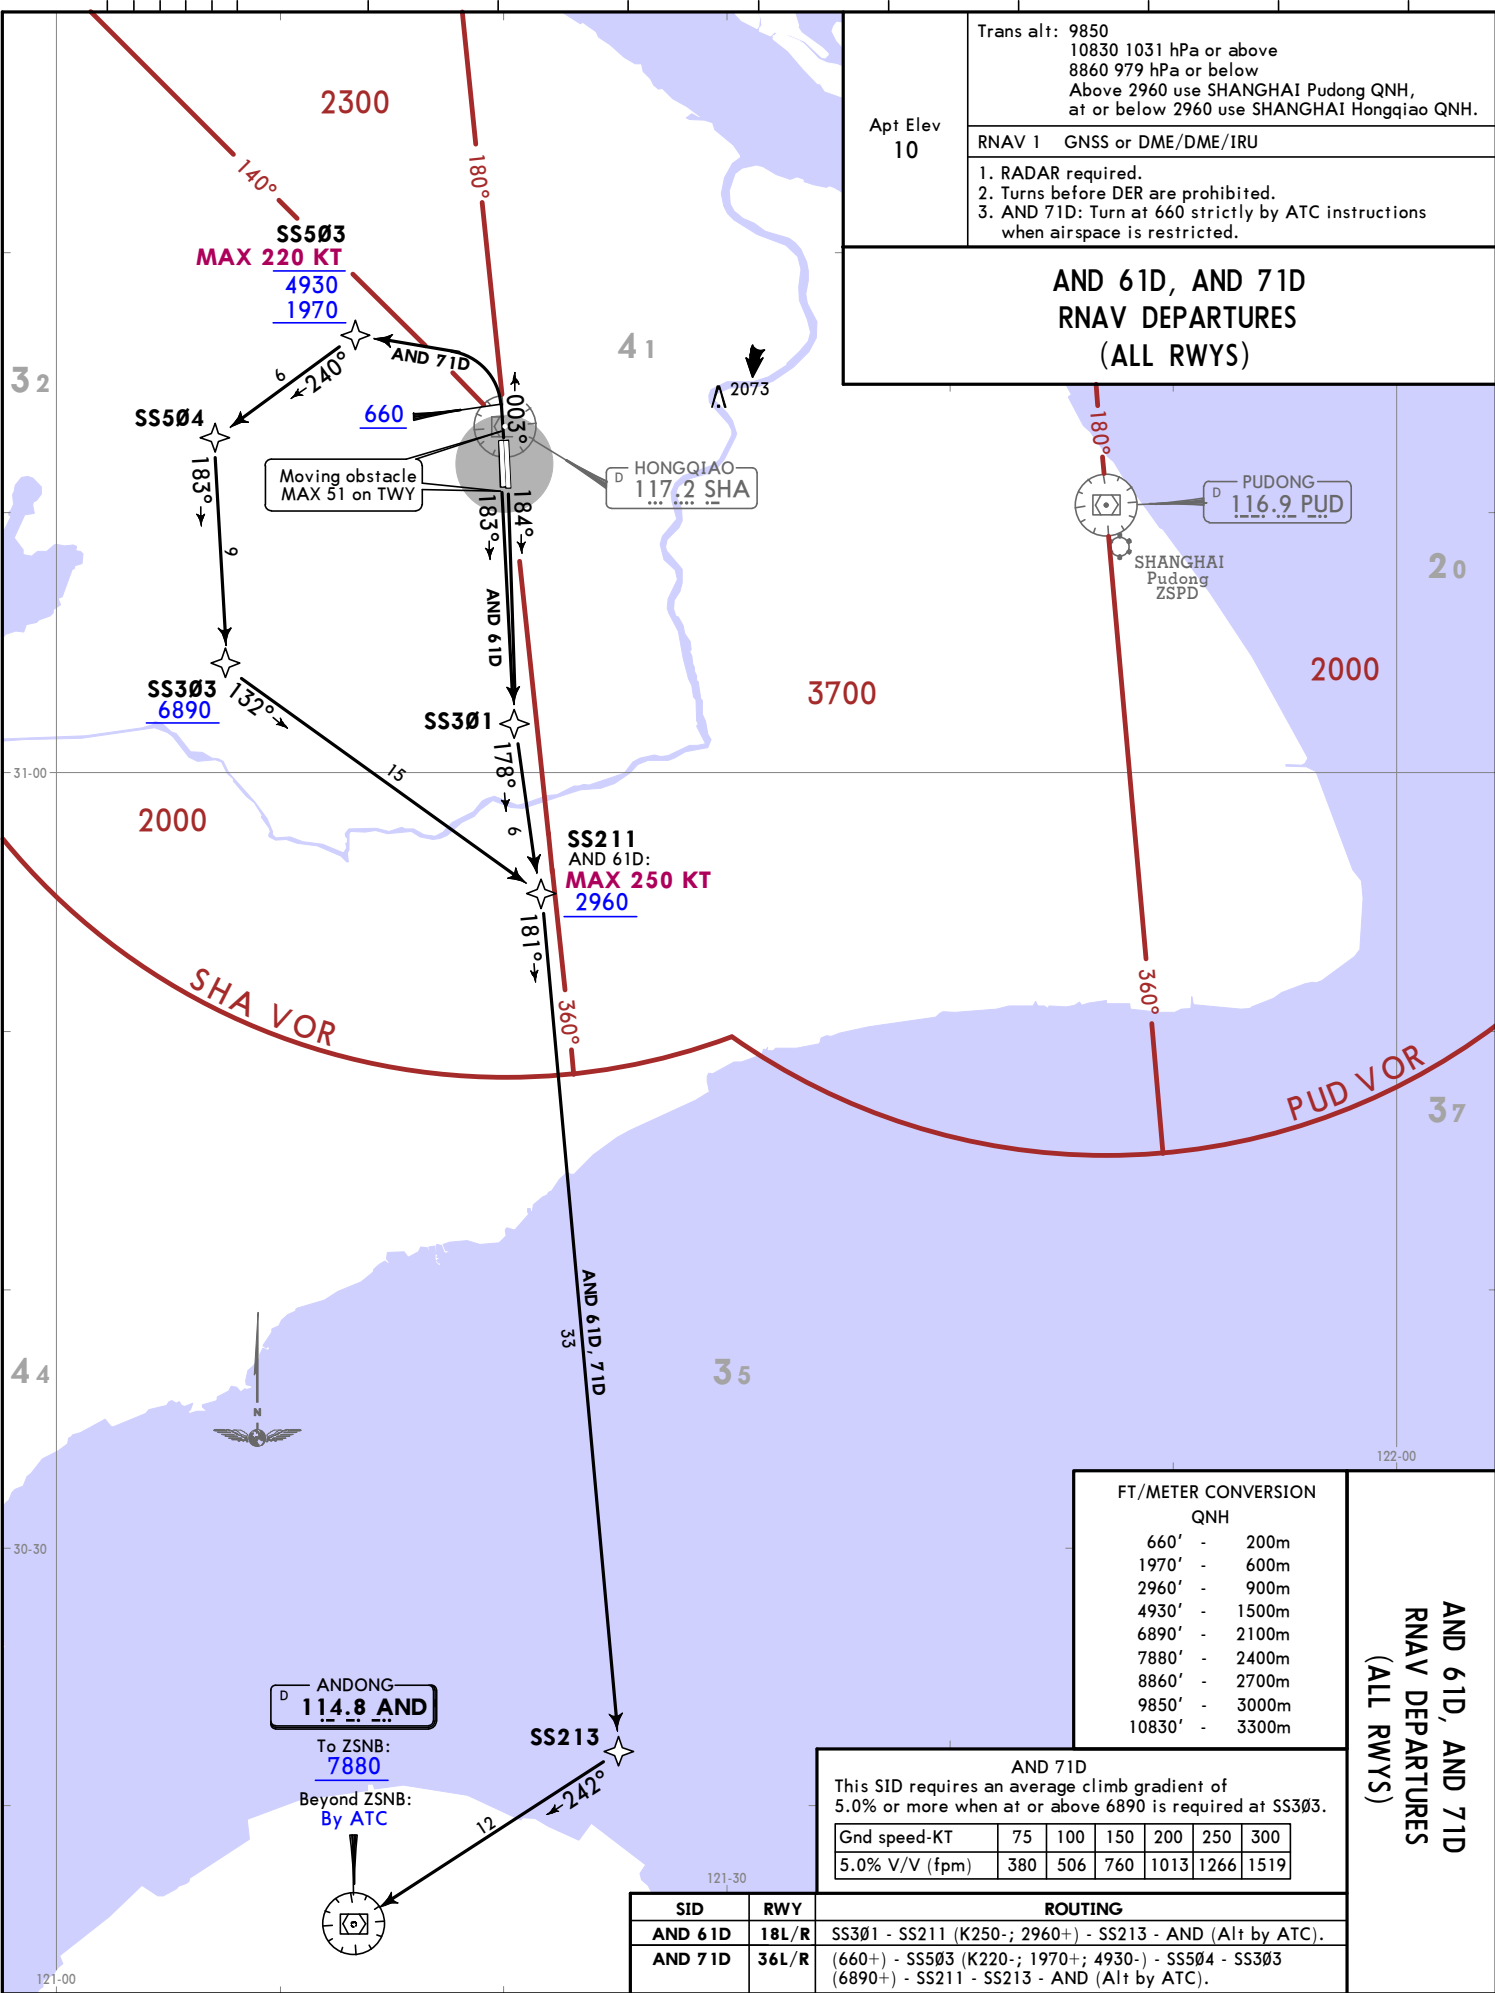 Apt Elev
10
Trans alt: 9850
10830 1031 hPa or above
8860 979 hPa or below
Above 2960 use SHANGHAI Pudong QNH,
at or below 2960 use SHANGHAI Hongqiao QNH.
RNAV 1 GNSS or DME/DME/IRU
1. RADAR required.
2. Turns before DER are prohibited.
3. AND 71D: Turn at 660 strictly by ATC instructions
when airspace is restricted.
AND 61D, AND 71D
RNAV DEPARTURES
(ALL RWYS)
2300
140°
180°
SS5Ø3
MAX 220 KT
4930
1970
AND 71D
41
2073
32
6
240°
SS5Ø4
660
003°
Moving obstacle
MAX 51 on TWY
HONGQIAO
D 117.2 SHA
180°
PUDONG
D 116.9 PUD
SHANGHAI
Pudong
ZSPD
20
183°
9
183°
184°
AND 61D
SS3Ø3
6890
132°
SS3Ø1
3700
2000
31-00
15
178°
6
2000
SS211
AND 61D:
MAX 250 KT
2960
181°
SHA VOR
360°
360°
PUD VOR
37
AND 61D, 71D
33
44
35
N
122-00
30-30
FT/METER CONVERSION
QNH
660' - 200m
1970' - 600m
2960' - 900m
4930' - 1500m
6890' - 2100m
7880' - 2400m
8860' - 2700m
9850' - 3000m
10830' - 3300m
AND 61D, AND 71D
RNAV DEPARTURES
(ALL RWYS)
ANDONG
D 114.8 AND
To ZSNB:
7880
Beyond ZSNB:
By ATC
SS213
242°
12
AND 71D
This SID requires an average climb gradient of
5.0% or more when at or above 6890 is required at SS3Ø3.
Gnd speed-KT 75 100 150 200 250 300
5.0% V/V (fpm) 380 506 760 1013 1266 1519
121-30
SID RWY ROUTING
AND 61D 18L/R SS3Ø1 - SS211 (K250-; 2960+) - SS213 - AND (Alt by ATC).
AND 71D 36L/R (660+) - SS5Ø3 (K220-; 1970+; 4930-) - SS5Ø4 - SS3Ø3
(6890+) - SS211 - SS213 - AND (Alt by ATC).
121-00